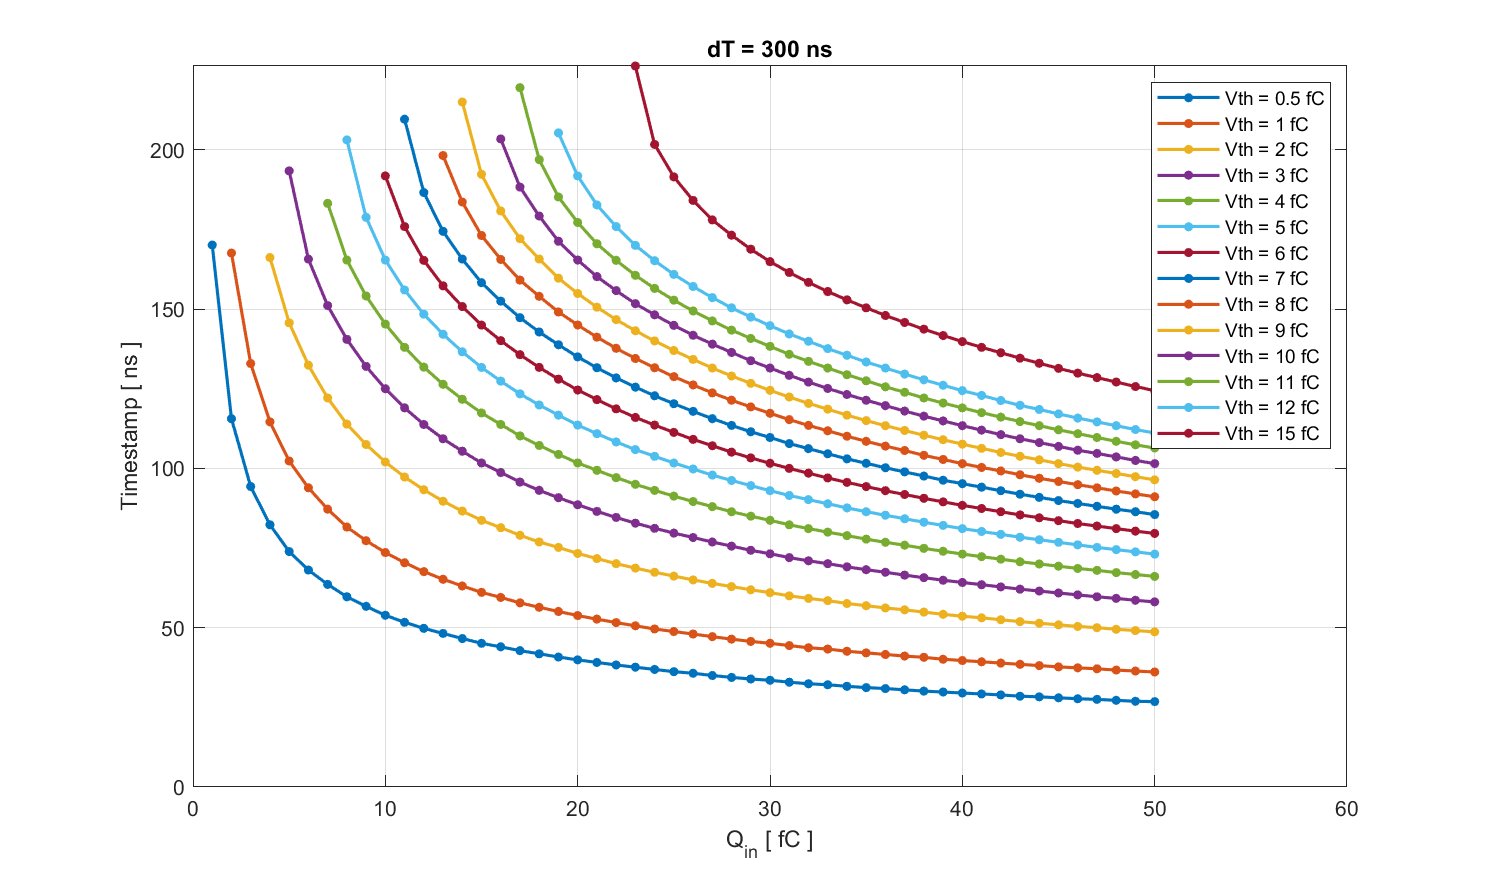 dT = 300 ns
Timestamp [ ns ]
200
150
100
50
0
0 10 20 30 40 50 60
Q_in [ fC ]
Vth = 0.5 fC
Vth = 1 fC
Vth = 2 fC
Vth = 3 fC
Vth = 4 fC
Vth = 5 fC
Vth = 6 fC
Vth = 7 fC
Vth = 8 fC
Vth = 9 fC
Vth = 10 fC
Vth = 11 fC
Vth = 12 fC
Vth = 15 fC